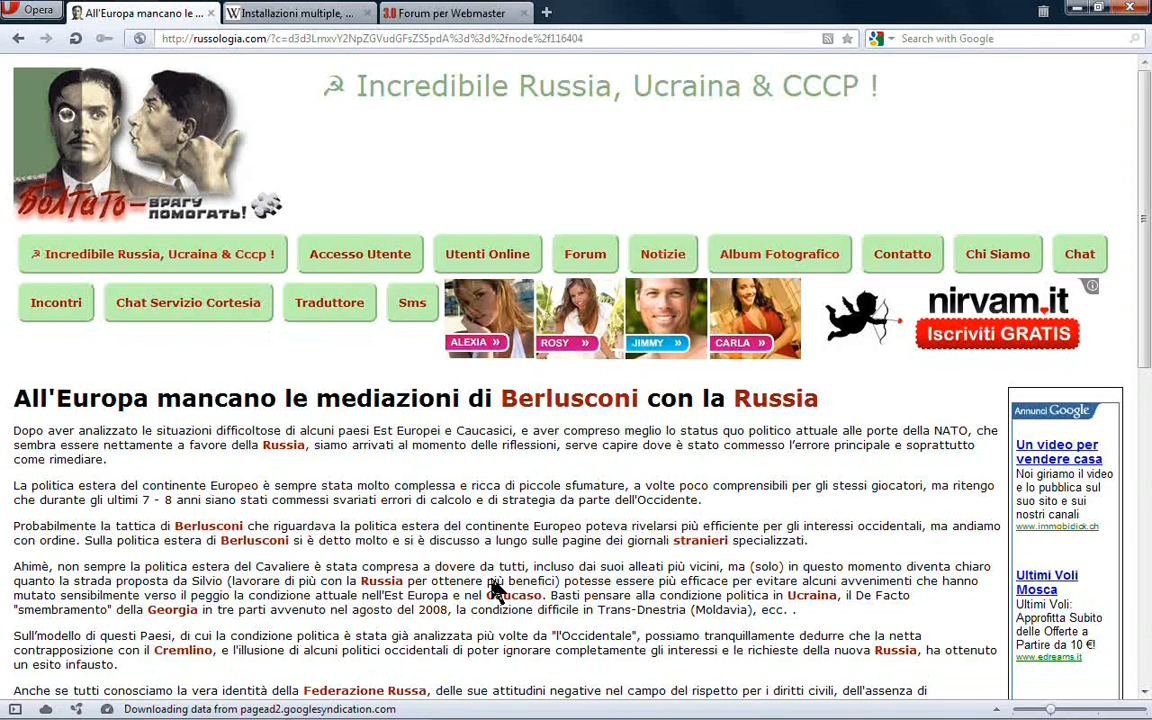 Opera
All'Europa mancano le ...
Installazioni multiple, ...
3.0 Forum per Webmaster
http://russologia.com/?c=d3d3LmxvY2NpZGVudGFsZS5pdA%3d%3d%2fnode%2f116404
Search with Google
☭ Incredibile Russia, Ucraina & CCCP !
БолТаТо-
ВРАГУ
ПОМОГАТЬ!
☭ Incredibile Russia, Ucraina & Cccp !
Accesso Utente
Utenti Online
Forum
Notizie
Album Fotografico
Contatto
Chi Siamo
Chat
Incontri
Chat Servizio Cortesia
Traduttore
Sms
ALEXIA »
ROSY »
JIMMY »
CARLA »
nirvam.it
Iscriviti GRATIS
All'Europa mancano le mediazioni di Berlusconi con la Russia
Dopo aver analizzato le situazioni difficoltose di alcuni paesi Est Europei e Caucasici, e aver compreso meglio lo status quo politico attuale alle porte della NATO, che
sembra essere nettamente a favore della Russia, siamo arrivati al momento delle riflessioni, serve capire dove è stato commesso l'errore principale e soprattutto
come rimediare.
La politica estera del continente Europeo è sempre stata molto complessa e ricca di piccole sfumature, a volte poco comprensibili per gli stessi giocatori, ma ritengo
che durante gli ultimi 7 - 8 anni siano stati commessi svariati errori di calcolo e di strategia da parte dell'Occidente.
Probabilmente la tattica di Berlusconi che riguardava la politica estera del continente Europeo poteva rivelarsi più efficiente per gli interessi occidentali, ma andiamo
con ordine. Sulla politica estera di Berlusconi si è detto molto e si è discusso a lungo sulle pagine dei giornali stranieri specializzati.
Ahimè, non sempre la politica estera del Cavaliere è stata compresa a dovere da tutti, incluso dai suoi alleati più vicini, ma (solo) in questo momento diventa chiaro
quanto la strada proposta da Silvio (lavorare di più con la Russia per ottenere più benefici) potesse essere più efficace per evitare alcuni avvenimenti che hanno
mutato sensibilmente verso il peggio la condizione attuale nell'Est Europa e nel Caucaso. Basti pensare alla condizione politica in Ucraina, il De Facto
"smembramento" della Georgia in tre parti avvenuto nel agosto del 2008, la condizione difficile in Trans-Dnestria (Moldavia), ecc. .
Sull'modello di questi Paesi, di cui la condizione politica è stata già analizzata più volte da "l'Occidentale", possiamo tranquillamente dedurre che la netta
contrapposizione con il Cremlino, e l'illusione di alcuni politici occidentali di poter ignorare completamente gli interessi e le richieste della nuova Russia, ha ottenuto
un esito infausto.
Anche se tutti conosciamo la vera identità della Federazione Russa, delle sue attitudini negative nel campo del rispetto per i diritti civili, dell'assenza di
Annunci Google
Un video per
vendere casa
Noi giriamo il video
e lo pubblica sul
suo sito e sui
nostri canali
www.immobidick.ch
Ultimi Voli
Mosca
Ultimi Voli:
Approfitta Subito
delle Offerte a
Partire da 10 €!
www.edreams.it
Downloading data from pagead2.googlesyndication.com